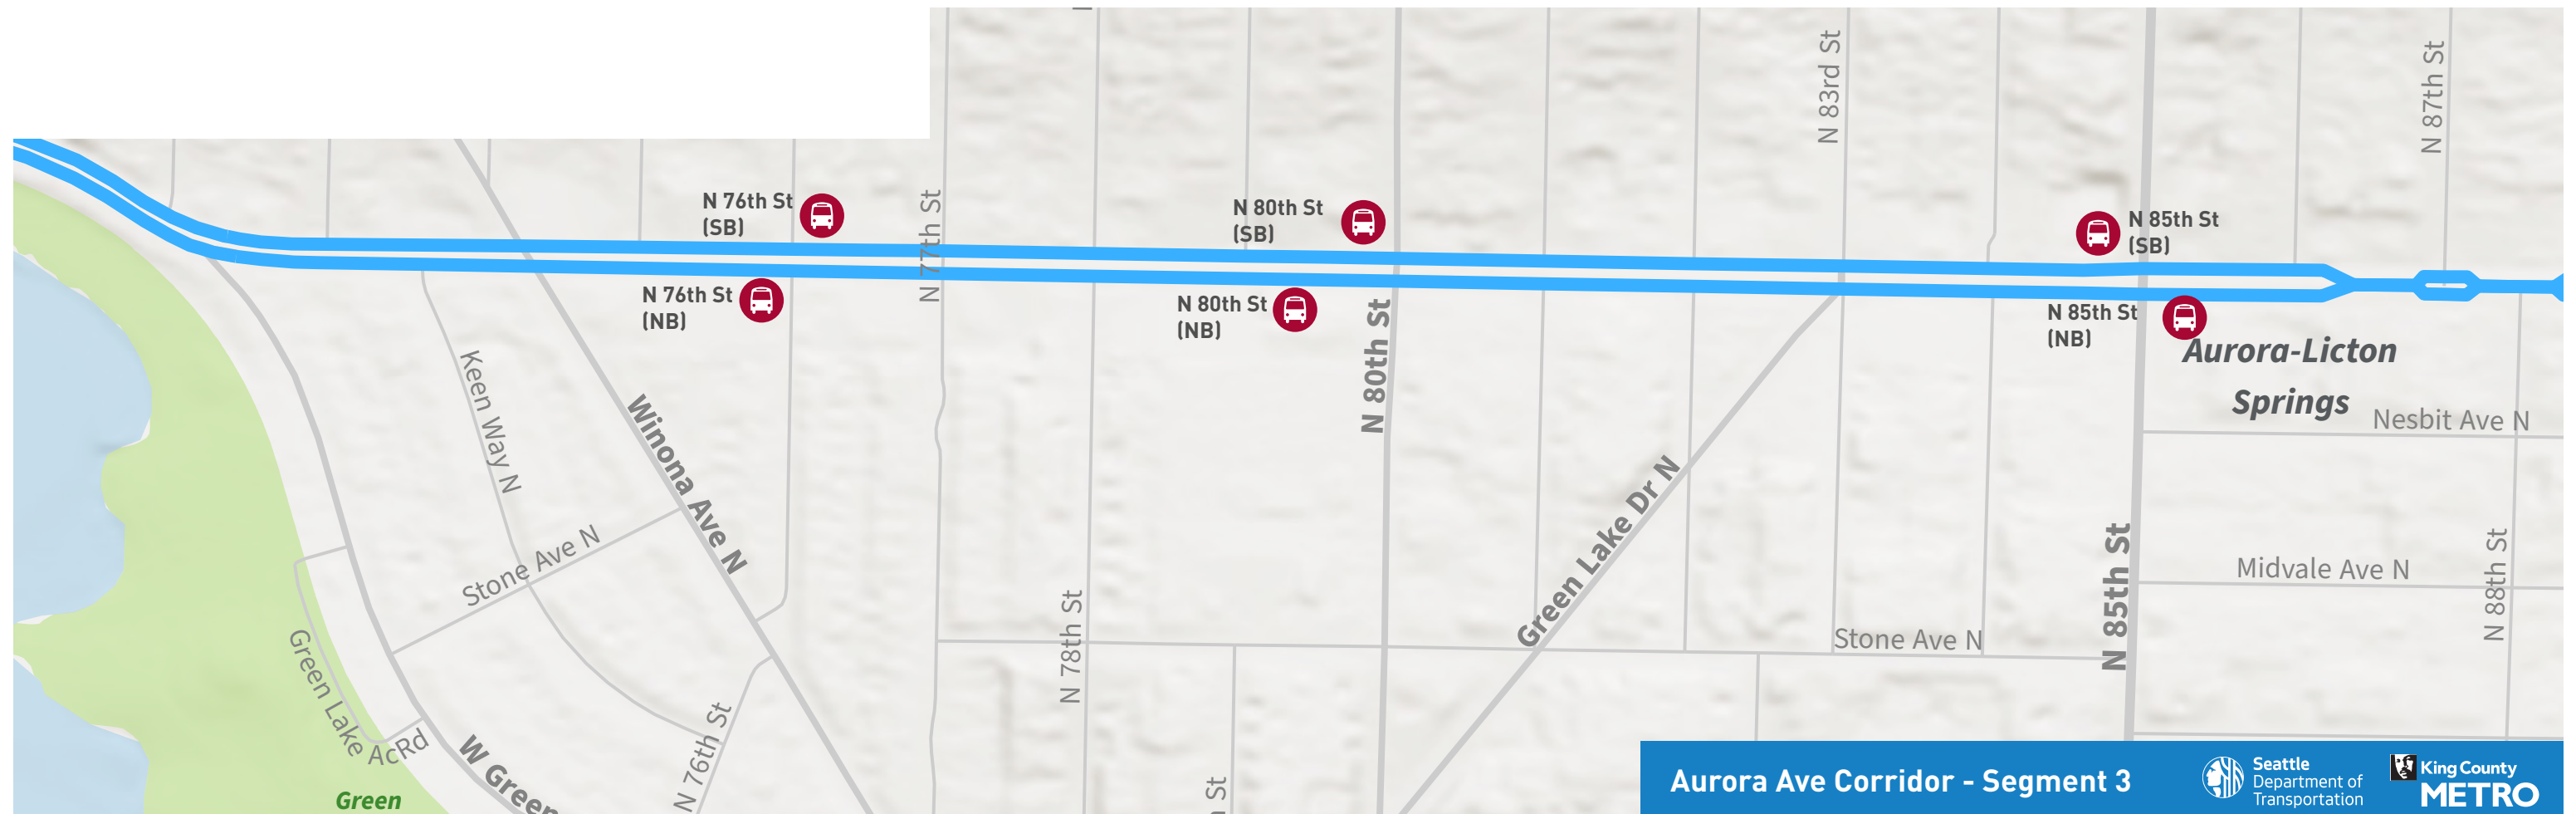 N 83rd St
N 87th St
N 76th St
(SB)
N 77th St
N 80th St
(SB)
N 85th St
(SB)
N 76th St
(NB)
N 80th St
(NB)
N 80th St
N 85th St
(NB)
Aurora-Licton
Springs
Nesbit Ave N
Keen Way N
Winona Ave N
Stone Ave N
Green Lake Dr N
N 85th St
Midvale Ave N
N 88th St
Stone Ave N
N 78th St
Green Lake
AcRd
W Green
N 76th St
St
Green
Aurora Ave Corridor - Segment 3
Seattle
Department of
Transportation
King County
METRO